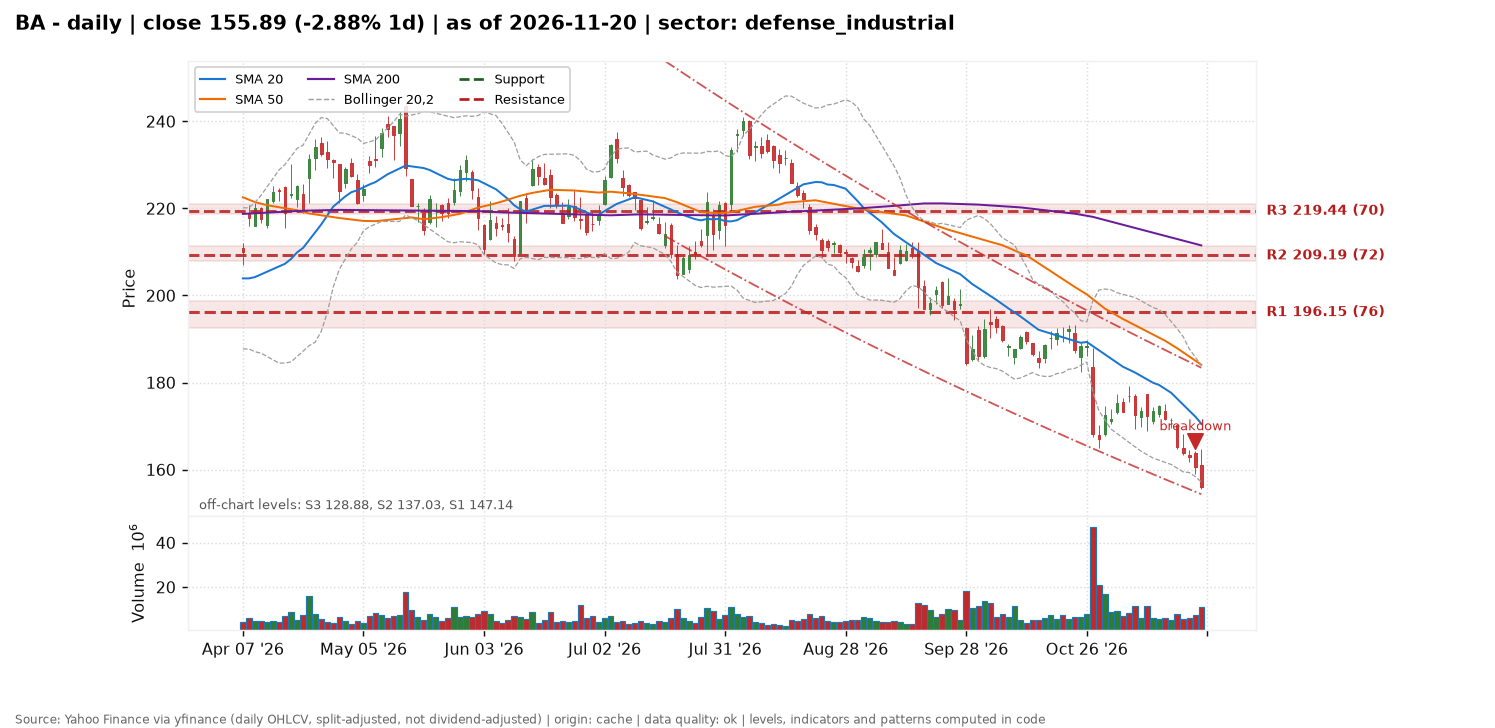 BA - daily | close 155.89 (-2.88% 1d) | as of 2026-11-20 | sector: defense_industrial
SMA 20
SMA 50
SMA 200
Bollinger 20,2
Support
Resistance
Price
240
220
200
180
160
R3 219.44 (70)
R2 209.19 (72)
R1 196.15 (76)
breakdown
off-chart levels: S3 128.88, S2 137.03, S1 147.14
Volume 10⁶
40
20
Apr 07 '26 May 05 '26 Jun 03 '26 Jul 02 '26 Jul 31 '26 Aug 28 '26 Sep 28 '26 Oct 26 '26
Source: Yahoo Finance via yfinance (daily OHLCV, split-adjusted, not dividend-adjusted) | origin: cache | data quality: ok | levels, indicators and patterns computed in code